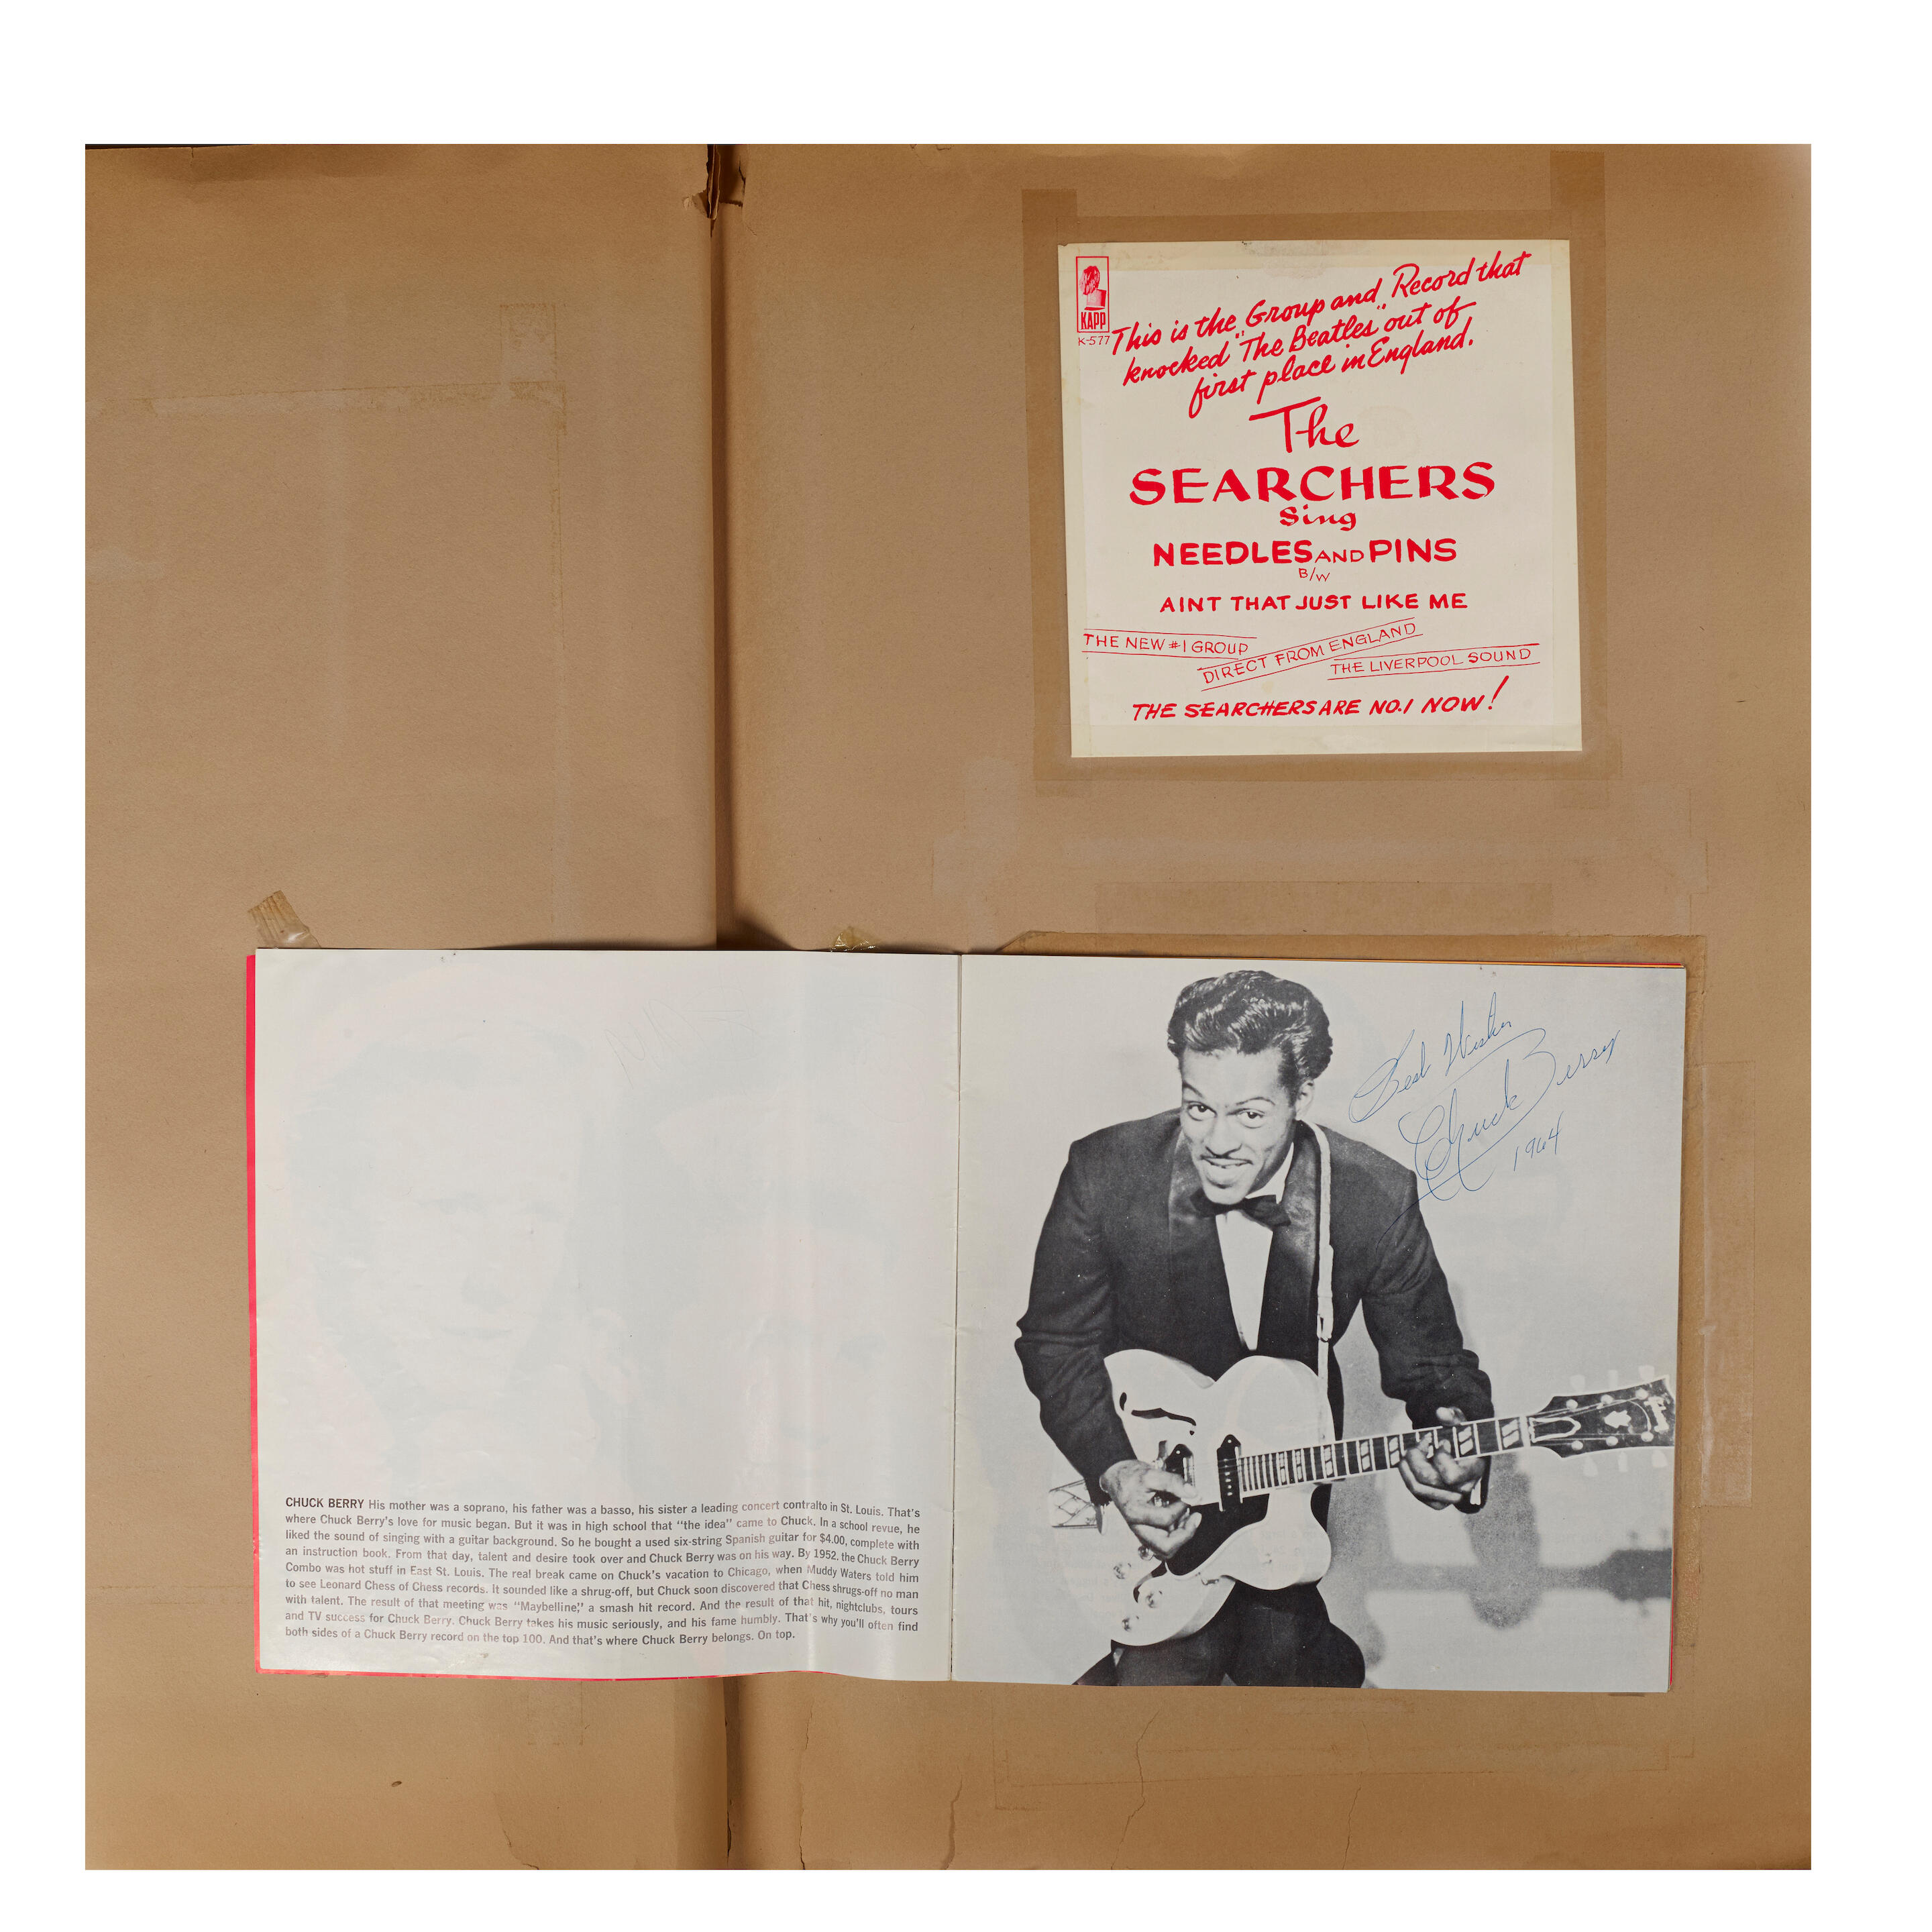 KAPP
K-577
This is the Group and Record that
knocked "The Beatles" out of
first place in England.
The
SEARCHERS
Sing
NEEDLES AND PINS
B/W
AINT THAT JUST LIKE ME
THE NEW #1 GROUP
DIRECT FROM ENGLAND
THE LIVERPOOL SOUND
THE SEARCHERS ARE NO.1 NOW!
Best Wishes
Chuck Berry
1964
CHUCK BERRY His mother was a soprano, his father was a basso, his sister a leading concert contralto in St. Louis. That's
where Chuck Berry's love for music began. But it was in high school that "the idea" came to Chuck. In a school revue, he
liked the sound of singing with a guitar background. So he bought a used six-string Spanish guitar for $4.00, complete with
an instruction book. From that day, talent and desire took over and Chuck Berry was on his way. By 1952, the Chuck Berry
Combo was hot stuff in East St. Louis. The real break came on Chuck's vacation to Chicago, when Muddy Waters told him
to see Leonard Chess of Chess records. It sounded like a shrug-off, but Chuck soon discovered that Chess shrugs-off no man
with talent. The result of that meeting was "Maybelline," a smash hit record. And the result of that hit, nightclubs, tours
and TV success for Chuck Berry. Chuck Berry takes his music seriously, and his fame humbly. That's why you'll often find
both sides of a Chuck Berry record on the top 100. And that's where Chuck Berry belongs. On top.